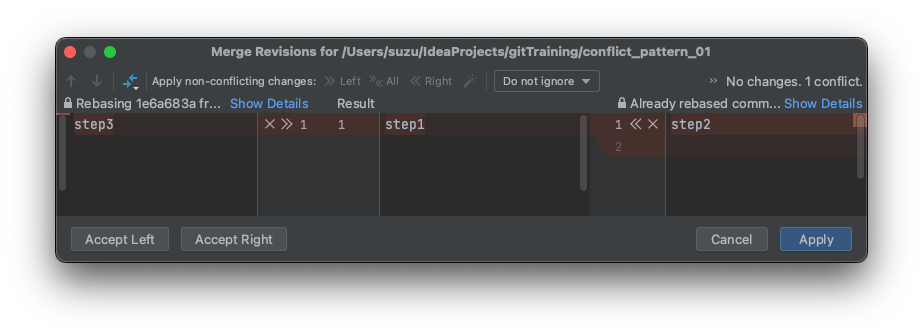 Merge Revisions for /Users/suzu/IdeaProjects/gitTraining/conflict_pattern_01
Apply non-conflicting changes: Left All Right Do not ignore No changes. 1 conflict.
Rebasing 1e6a683a fr... Show Details Result Already rebased comm... Show Details
step3 1 1 step1 1 step2
2
Accept Left Accept Right Cancel Apply